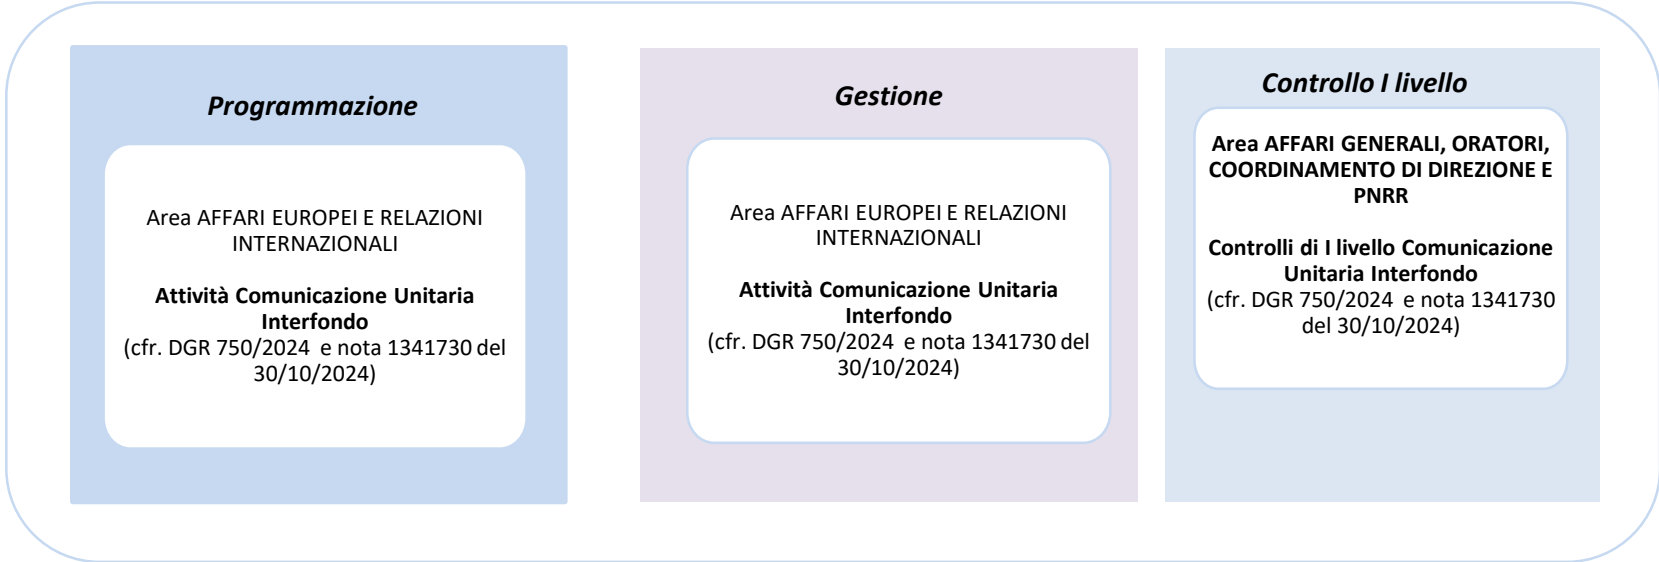 Programmazione
Area AFFARI EUROPEI E RELAZIONI
INTERNAZIONALI
Attività Comunicazione Unitaria
Interfondo
(cfr. DGR 750/2024 e nota 1341730 del
30/10/2024)
Gestione
Area AFFARI EUROPEI E RELAZIONI
INTERNAZIONALI
Attività Comunicazione Unitaria
Interfondo
(cfr. DGR 750/2024 e nota 1341730 del
30/10/2024)
Controllo I livello
Area AFFARI GENERALI, ORATORI,
COORDINAMENTO DI DIREZIONE E
PNRR
Controlli di I livello Comunicazione
Unitaria Interfondo
(cfr. DGR 750/2024 e nota 1341730
del 30/10/2024)